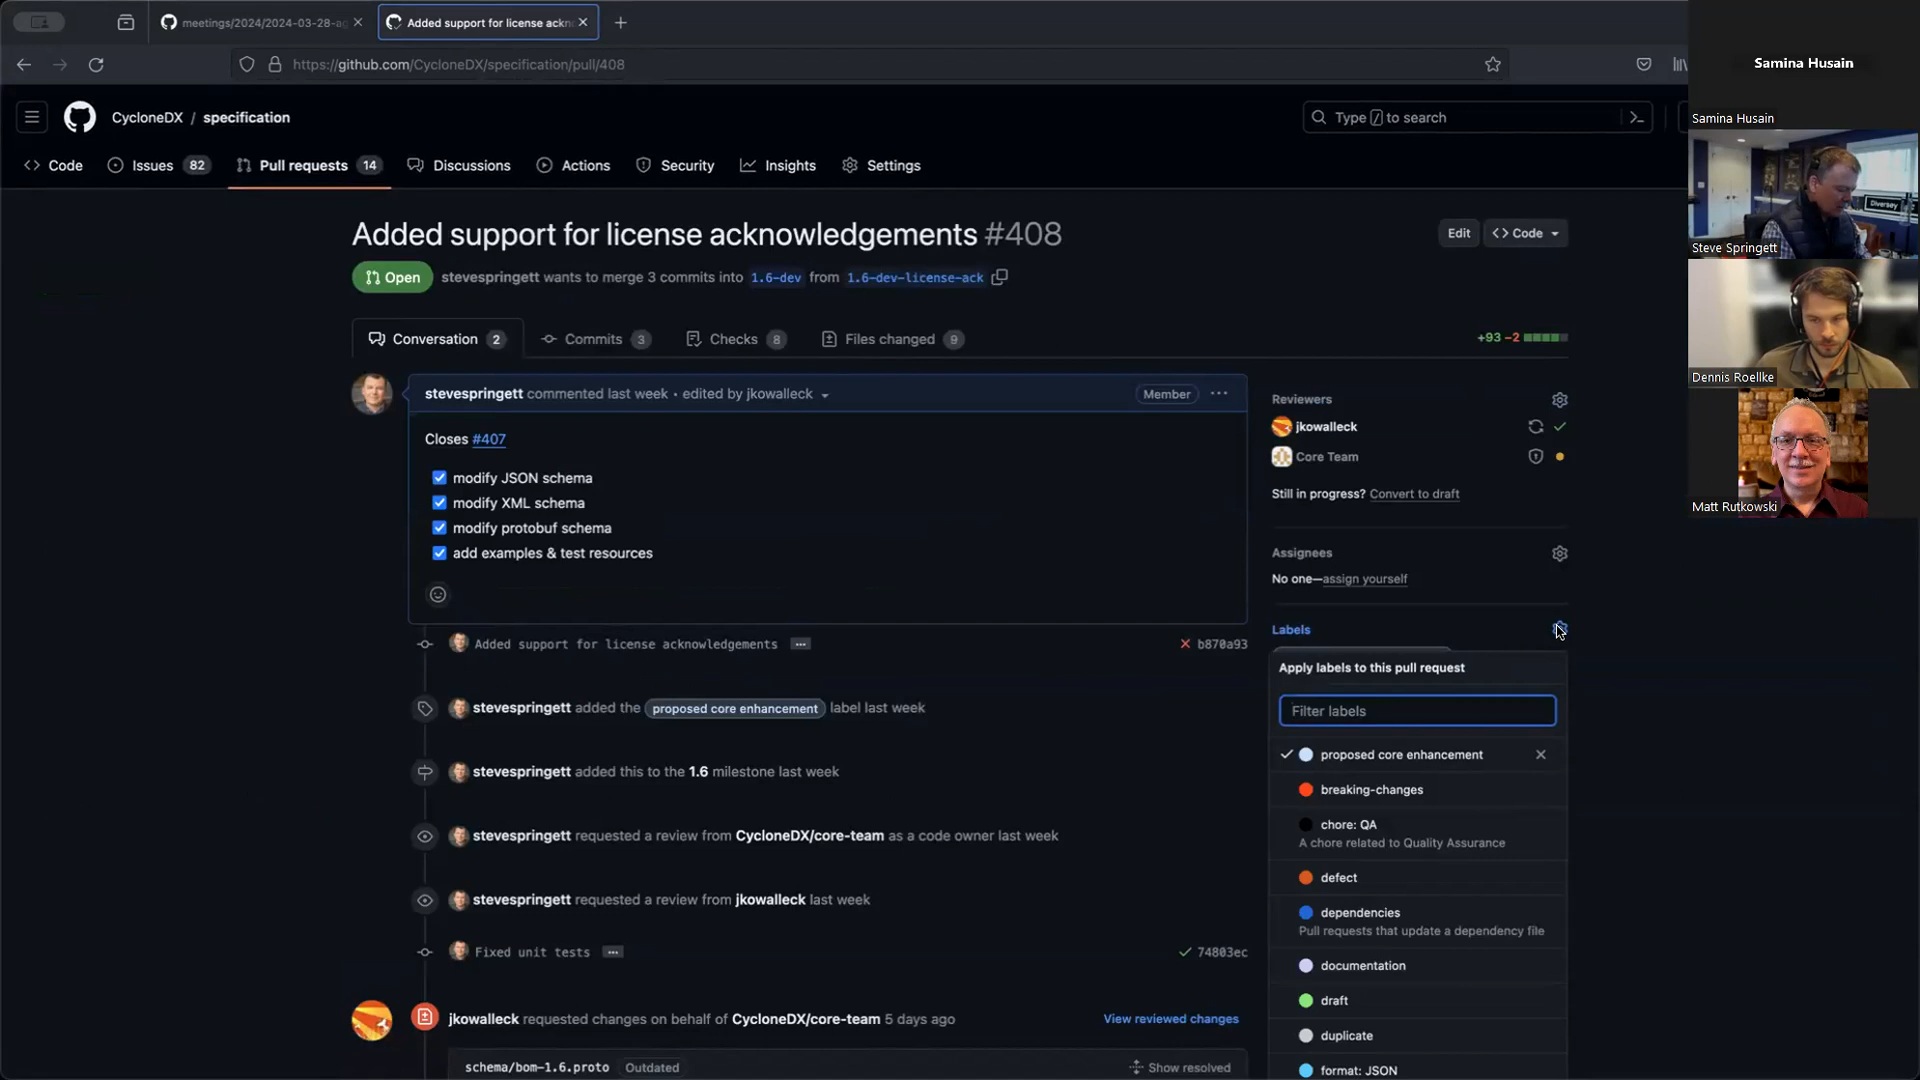 meetings/2024/2024-03-28-ag
Added support for license ackn
https://github.com/CycloneDX/specification/pull/408
Samina Husain
Samina Husain
CycloneDX / specification
Type / to search
Code
Issues 82
Pull requests 14
Discussions
Actions
Security
Insights
Settings
Added support for license acknowledgements #408
Edit
<> Code
Open
stevespringett wants to merge 3 commits into 1.6-dev from 1.6-dev-license-ack
Diversey
Steve Springett
Conversation 2
Commits 3
Checks 8
Files changed 9
+93 −2
Dennis Roellke
stevespringett commented last week • edited by jkowalleck
Member
Closes #407
modify JSON schema
modify XML schema
modify protobuf schema
add examples & test resources
Reviewers
jkowalleck
Core Team
Still in progress? Convert to draft
Matt Rutkowski
Assignees
No one—assign yourself
Labels
Apply labels to this pull request
Filter labels
proposed core enhancement
breaking-changes
chore: QA
A chore related to Quality Assurance
defect
dependencies
Pull requests that update a dependency file
documentation
draft
duplicate
format: JSON
Added support for license acknowledgements
b870a93
stevespringett added the proposed core enhancement label last week
stevespringett added this to the 1.6 milestone last week
stevespringett requested a review from CycloneDX/core-team as a code owner last week
stevespringett requested a review from jkowalleck last week
Fixed unit tests
74803ec
jkowalleck requested changes on behalf of CycloneDX/core-team 5 days ago
View reviewed changes
schema/bom-1.6.proto Outdated
Show resolved